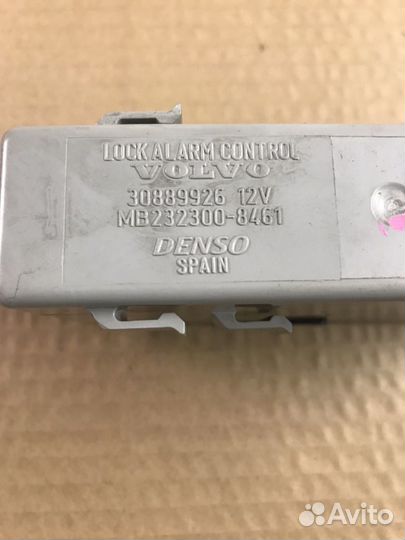 LOCK ALARM CONTROL
VOLVO
30889926 12V
MB232300-8461
DENSO
SPAIN
Avito